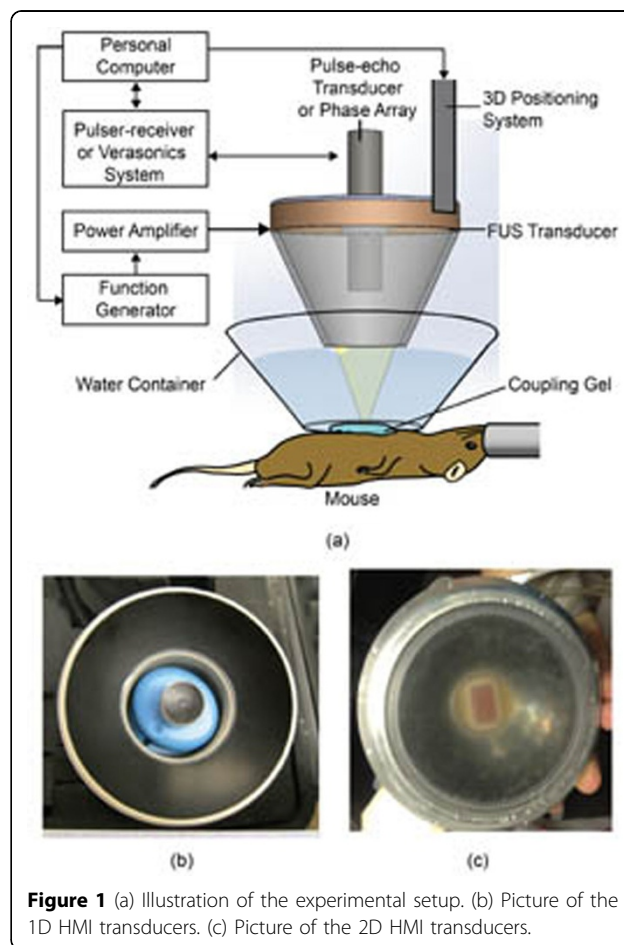 Personal
Computer
Pulse-echo
Transducer
or Phase Array
3D Positioning
System
Pulser-receiver
or Verasonics
System
Power Amplifier
FUS Transducer
Function
Generator
Water Container
Coupling Gel
Mouse
(a)
(b)
(c)
Figure 1 (a) Illustration of the experimental setup. (b) Picture of the
1D HMI transducers. (c) Picture of the 2D HMI transducers.